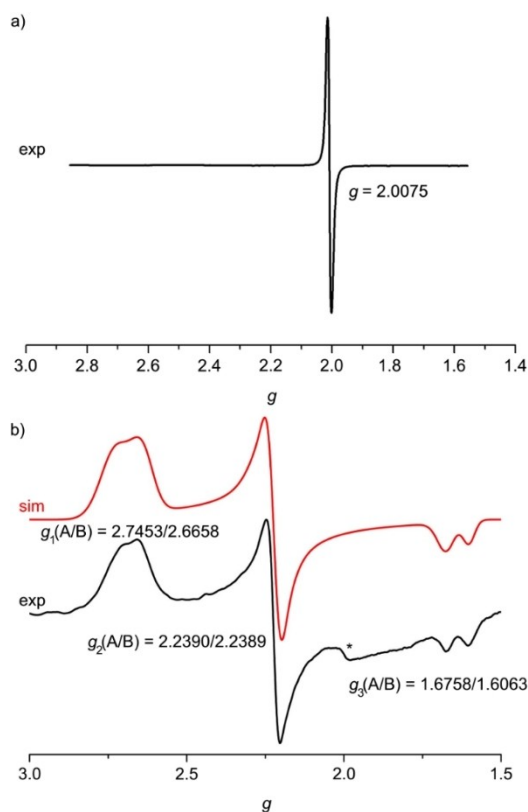 a)
exp
g = 2.0075
3.0 2.8 2.6 2.4 2.2 2.0 1.8 1.6 1.4
g
b)
sim
g1(A/B) = 2.7453/2.6658
exp
g2(A/B) = 2.2390/2.2389
*
g3(A/B) = 1.6758/1.6063
3.0 2.5 2.0 1.5
g